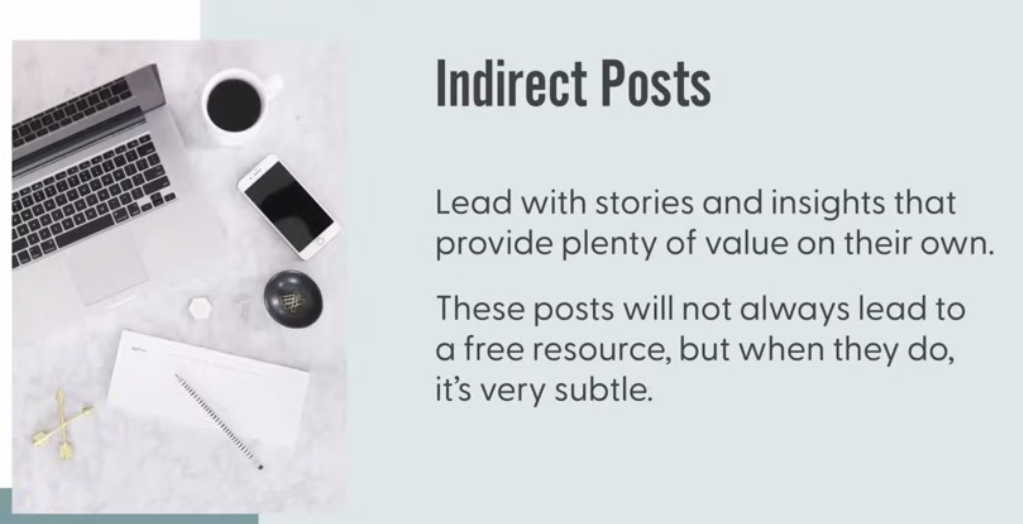 Indirect Posts
Lead with stories and insights that
provide plenty of value on their own.
These posts will not always lead to
a free resource, but when they do,
it's very subtle.